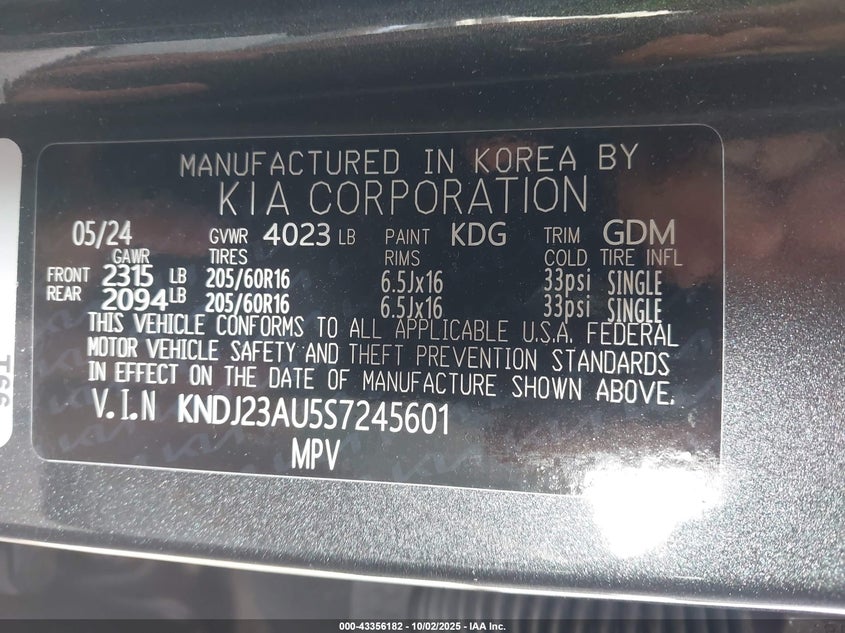 MANUFACTURED IN KOREA BY
KIA CORPORATION
05/24 GVWR 4023 LB PAINT KDG TRIM GDM
GAWR TIRES RIMS COLD TIRE INFL
FRONT 2315 LB 205/60R16 6.5Jx16 33psi SINGLE
REAR 2094 LB 205/60R16 6.5Jx16 33psi SINGLE
THIS VEHICLE CONFORMS TO ALL APPLICABLE U.S.A. FEDERAL
MOTOR VEHICLE SAFETY AND THEFT PREVENTION STANDARDS
IN EFFECT ON THE DATE OF MANUFACTURE SHOWN ABOVE.
V.I.N KNDJ23AU5S7245601
MPV
T66
000-43356182 - 10/02/2025 - IAA Inc.